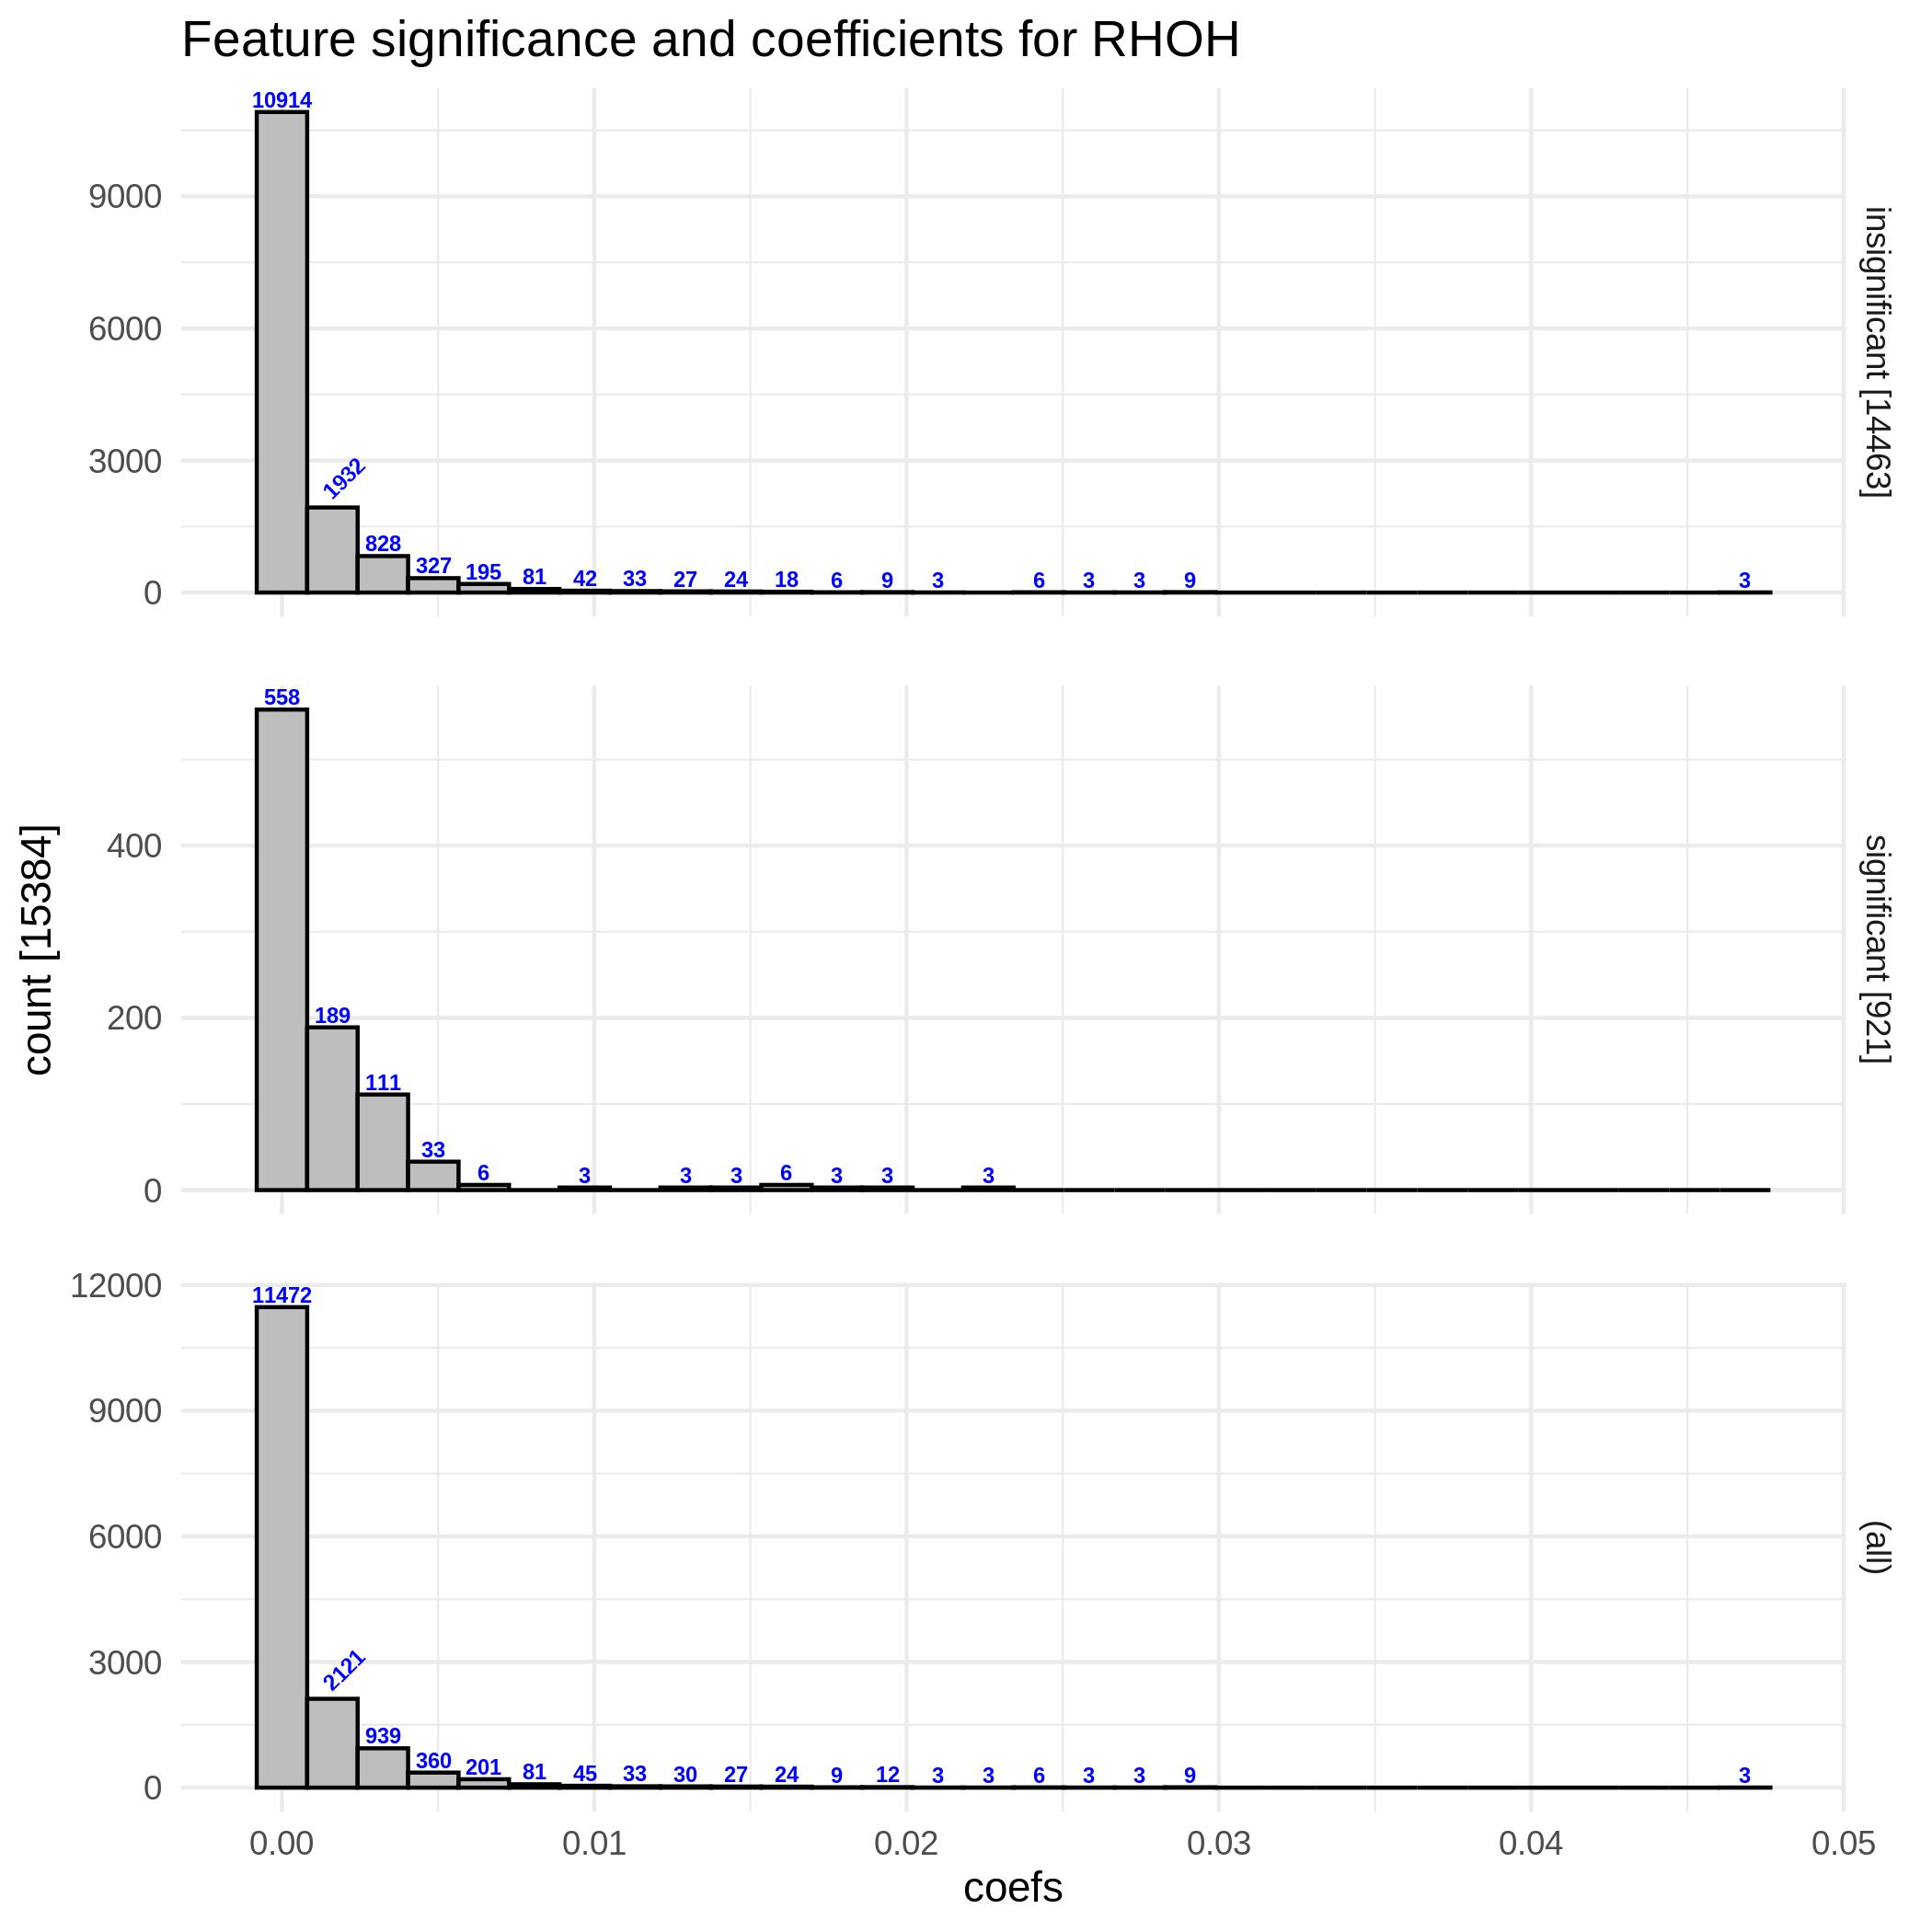 Feature significance and coefficients for RHOH
10914
9000
6000
3000
0
1932
828 327 195 81 42 33 27 24 18 6 9 3 6 3 3 9 3
insignificant [14463]
count [15384]
558
400
200
0
189
111
33
6 3 3 3 6 3 3 3
significant [921]
12000
11472
9000
6000
3000
0
2121
939 360 201 81 45 33 30 27 24 9 12 3 3 6 3 3 9 3
(all)
0.00 0.01 0.02 0.03 0.04 0.05
coefs